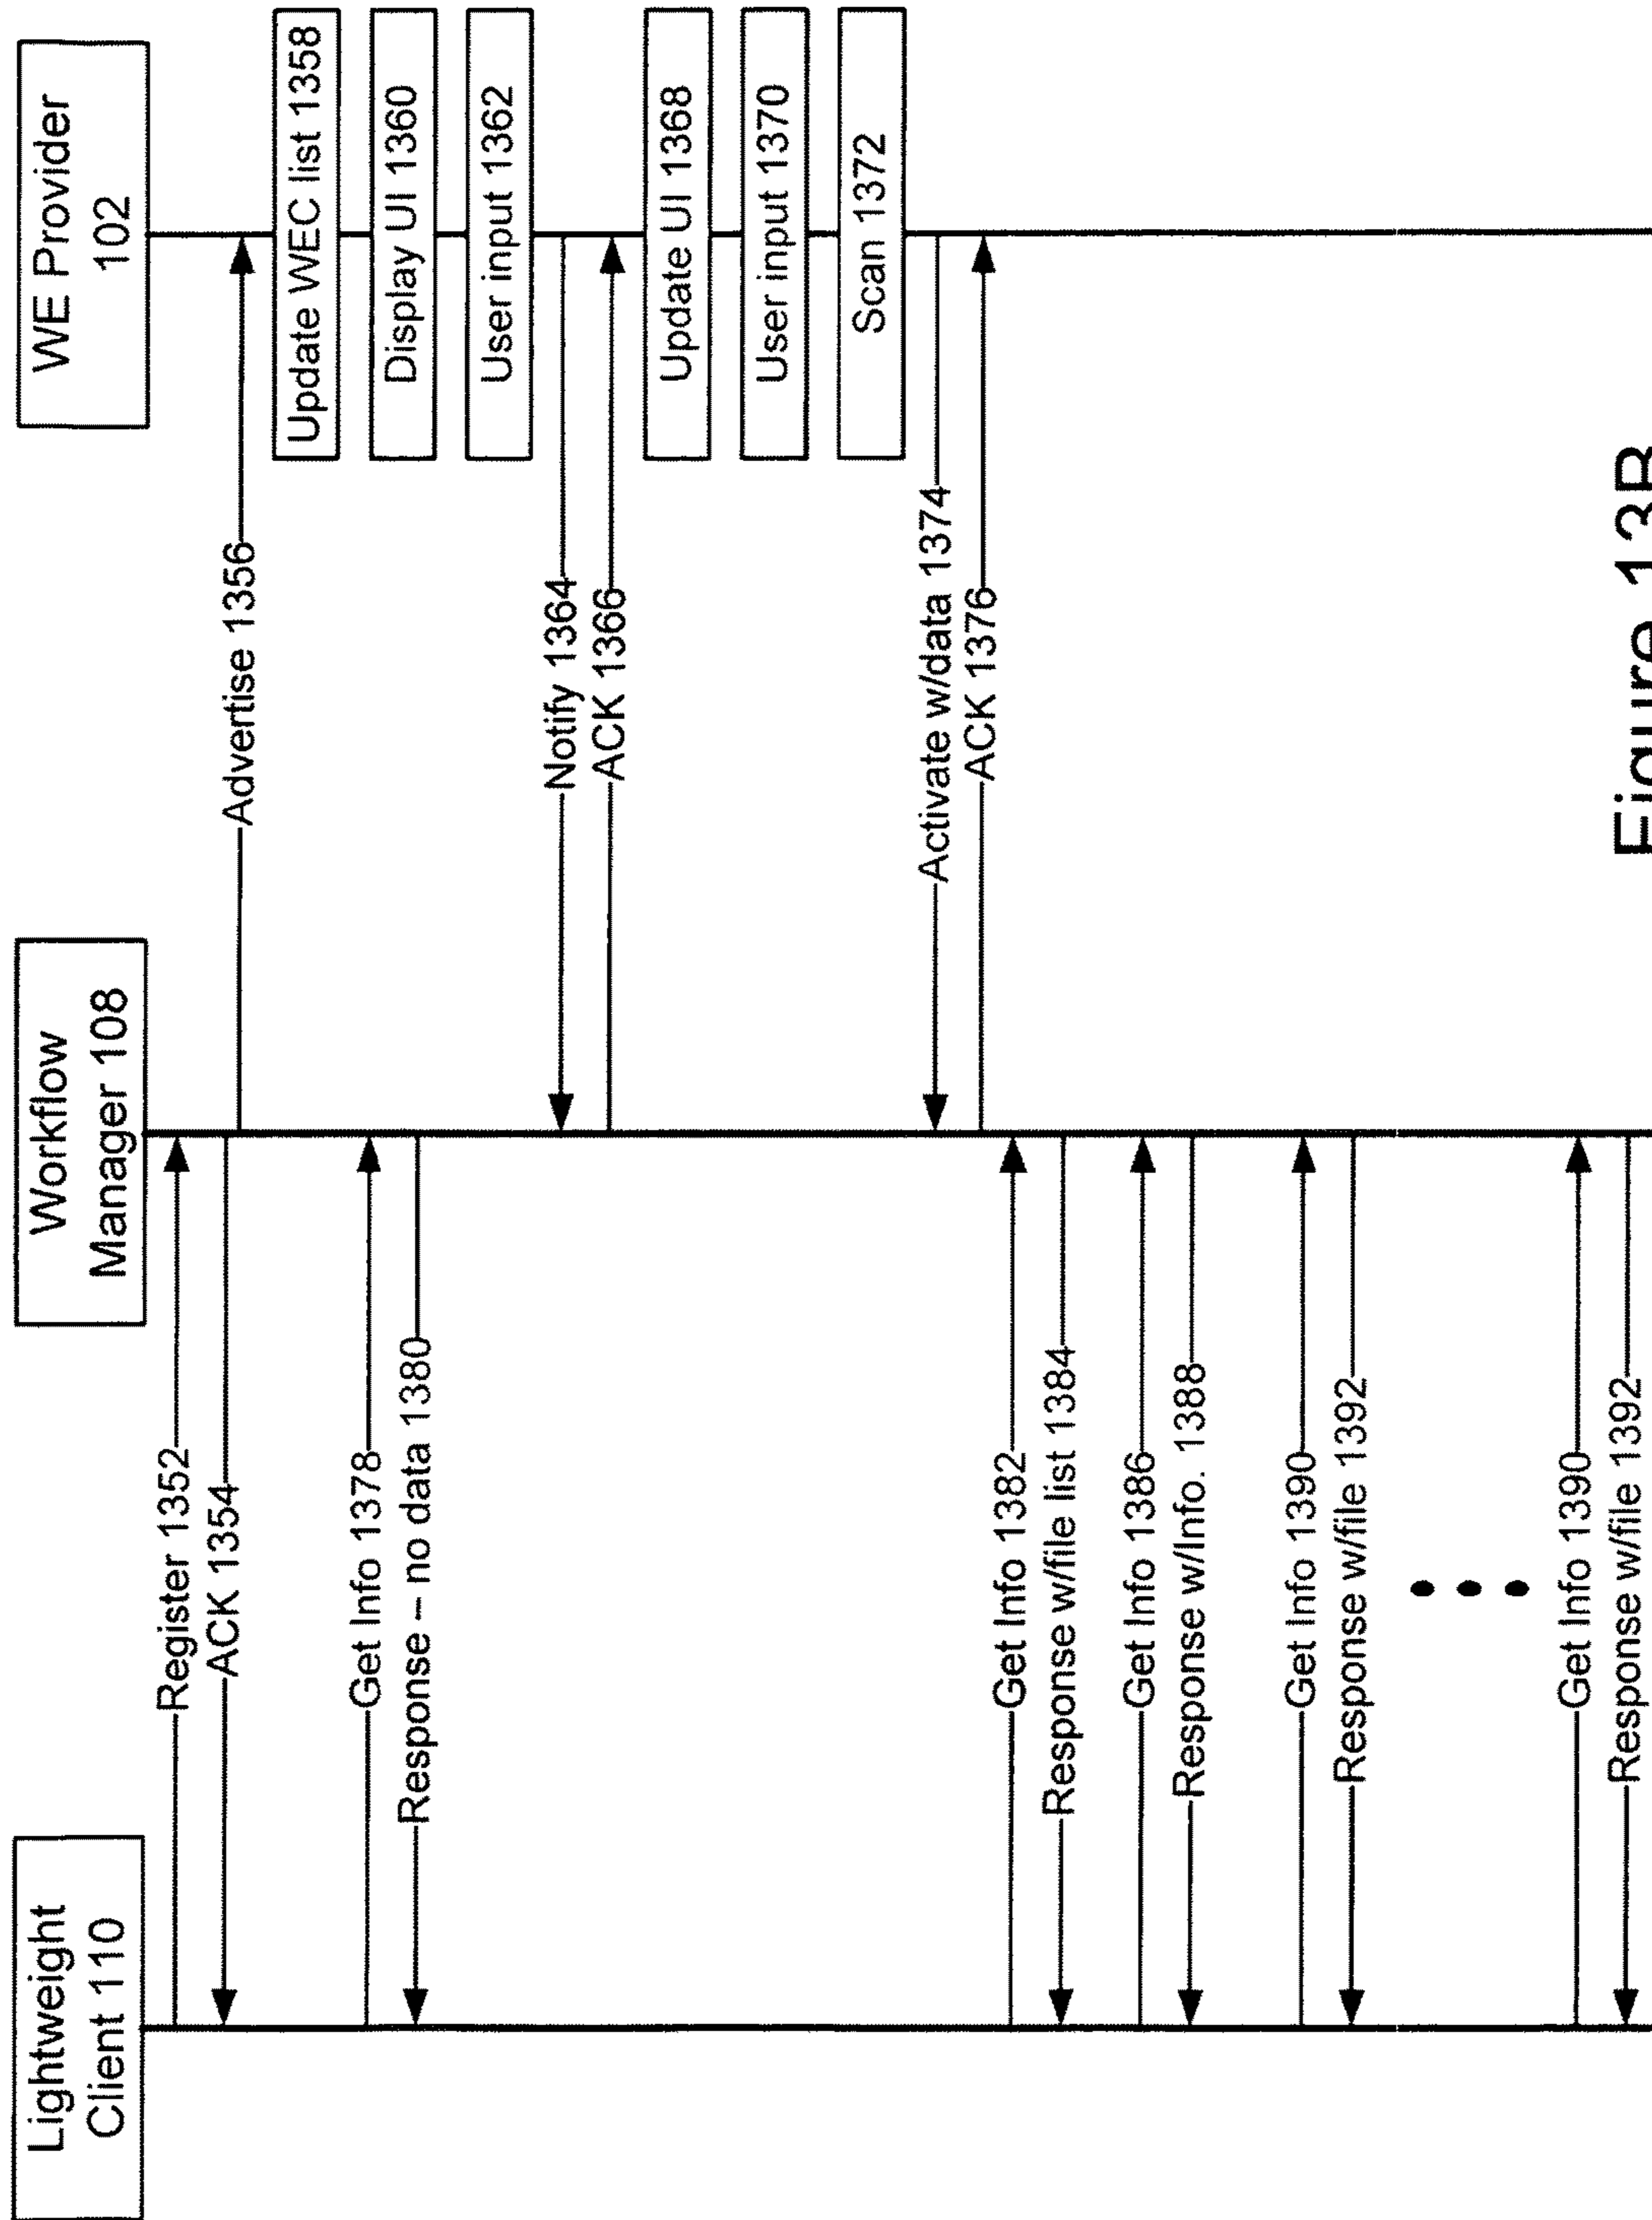 Lightweight
Client 110
Workflow
Manager 108
WE Provider
102
Register 1352
ACK 1354
Advertise 1356
Update WEC list 1358
Display UI 1360
Get Info 1378
Response – no data 1380
User input 1362
Notify 1364
ACK 1366
Update UI 1368
User input 1370
Scan 1372
Activate w/data 1374
ACK 1376
Get Info 1382
Response w/file list 1384
Get Info 1386
Response w/Info. 1388
Get Info 1390
Response w/file 1392
Get Info 1390
Response w/file 1392
Figure 13B